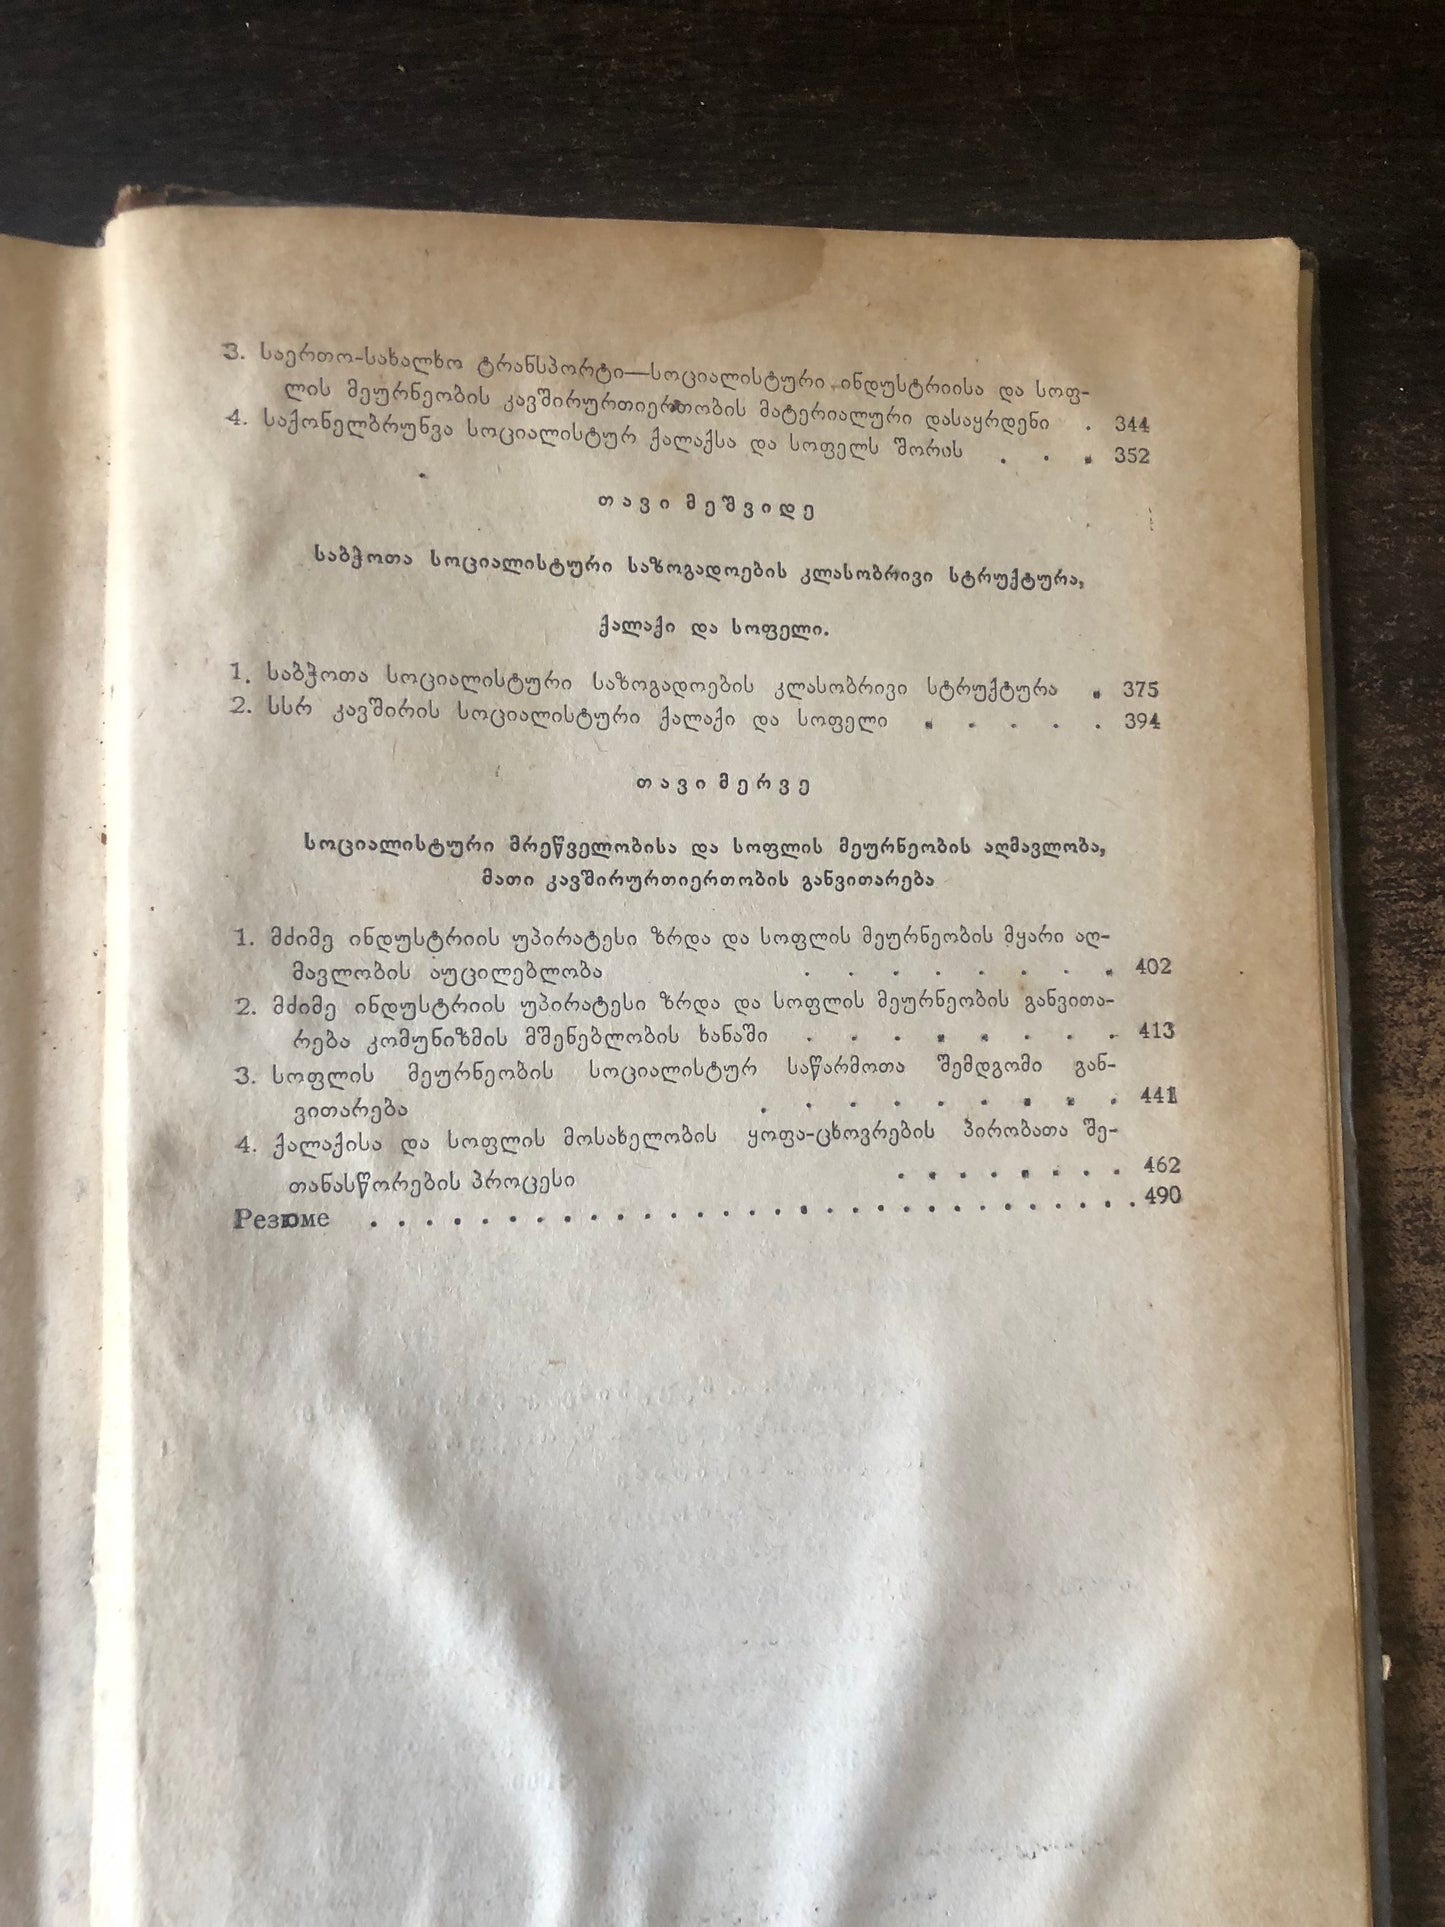 3. საერთო-სახალხო ტრანსპორტი—სოციალისტური ინდუსტრიისა და სოფ-
ლის მეურნეობის კავშირურთიერთობის მატერიალური დასაყრდენი . 344
4. საქონელბრუნვა სოციალისტურ ქალაქსა და სოფელს შორის . . . 352
თავი მეშვიდე
საბჭოთა სოციალისტური საზოგადოების კლასობრივი სტრუქტურა,
ქალაქი და სოფელი.
1. საბჭოთა სოციალისტური საზოგადოების კლასობრივი სტრუქტურა . 375
2. სსრ კავშირის სოციალისტური ქალაქი და სოფელი . . . . . 394
თავი მერვე
სოციალისტური მრეწველობისა და სოფლის მეურნეობის აღმავლობა,
მათი კავშირურთიერთობის განვითარება
1. მძიმე ინდუსტრიის უპირატესი ზრდა და სოფლის მეურნეობის მყარი აღ-
მავლობის აუცილებლობა . . . . . . . . 402
2. მძიმე ინდუსტრიის უპირატესი ზრდა და სოფლის მეურნეობის განვითა-
რება კომუნიზმის მშენებლობის ხანაში . . . . . . . . 413
3. სოფლის მეურნეობის სოციალისტურ საწარმოთა შემდგომი გან-
ვითარება . . . . . . . . . 441
4. ქალაქისა და სოფლის მოსახელობის ყოფა-ცხოვრების პირობათა შე-
თანასწორების პროცესი . . . . . . . . 462
Резюме . . . . . . . . . . . . . . . . . . . . . . . . . . . . . 490